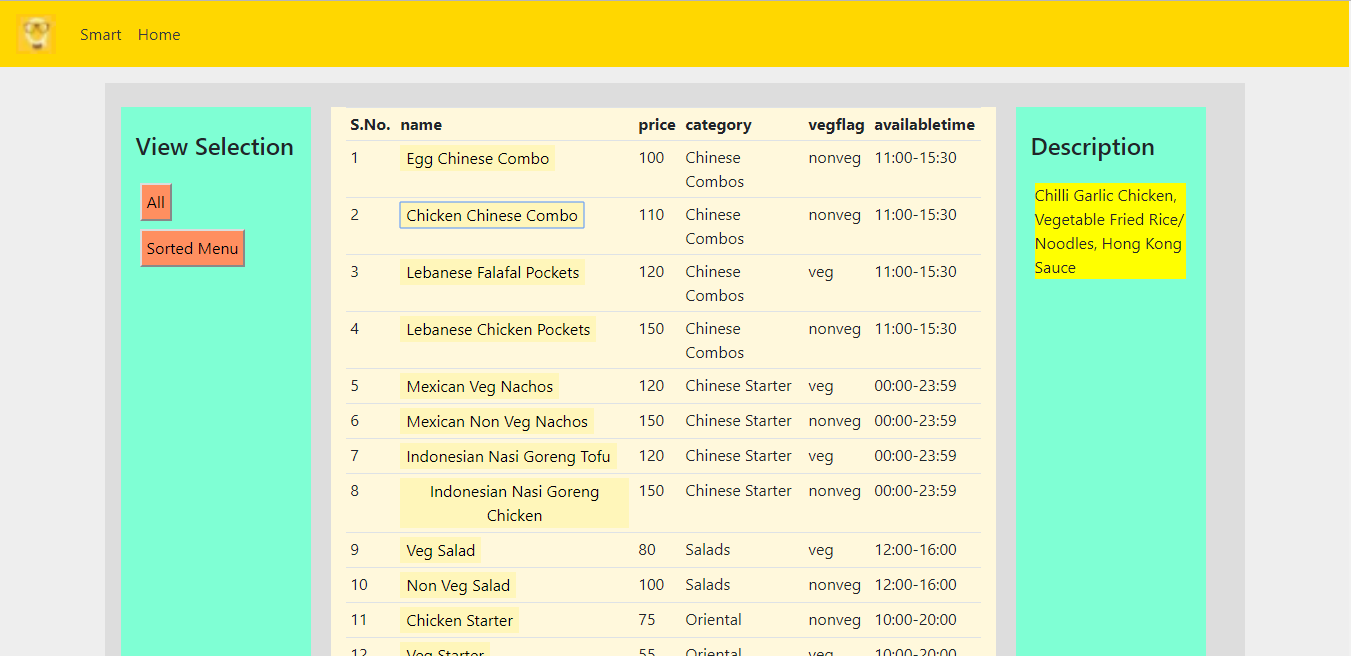 Smart Home
View Selection
All
Sorted Menu
S.No. name price category vegflag availabletime
1 Egg Chinese Combo 100 Chinese Combos nonveg 11:00-15:30
2 Chicken Chinese Combo 110 Chinese Combos nonveg 11:00-15:30
3 Lebanese Falafal Pockets 120 Chinese Combos veg 11:00-15:30
4 Lebanese Chicken Pockets 150 Chinese Combos nonveg 11:00-15:30
5 Mexican Veg Nachos 120 Chinese Starter veg 00:00-23:59
6 Mexican Non Veg Nachos 150 Chinese Starter nonveg 00:00-23:59
7 Indonesian Nasi Goreng Tofu 120 Chinese Starter veg 00:00-23:59
8 Indonesian Nasi Goreng Chicken 150 Chinese Starter nonveg 00:00-23:59
9 Veg Salad 80 Salads veg 12:00-16:00
10 Non Veg Salad 100 Salads nonveg 12:00-16:00
11 Chicken Starter 75 Oriental nonveg 10:00-20:00
12 Veg Starter 55 Oriental veg 10:00-20:00
Description
Chilli Garlic Chicken,
Vegetable Fried Rice/
Noodles, Hong Kong
Sauce